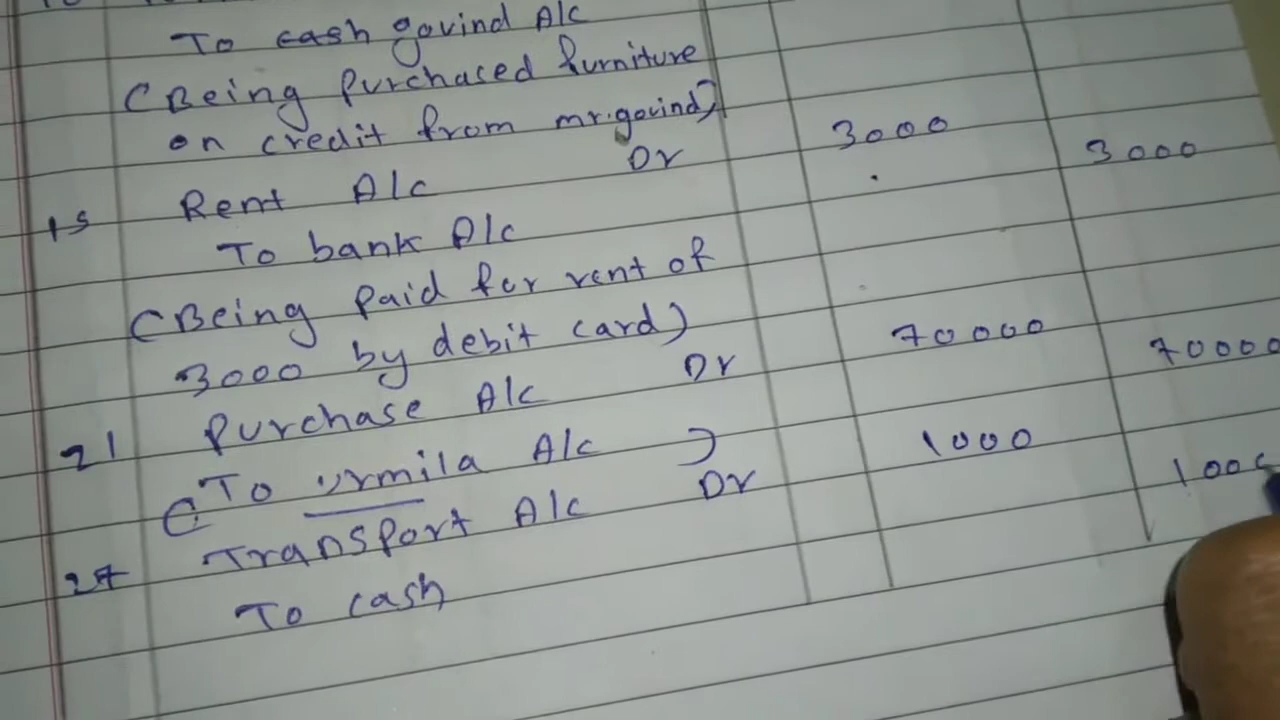 To cash govind A/c
(Being Purchased furniture
on credit from mr.govind)
15 Rent A/c Dr 3000
To bank A/c 3000
(Being Paid for rent of
3000 by debit card)
21 Purchase A/c Dr 70000
To urmila A/c 70000
( )
27 Transport A/c Dr 1000
To cash 1000